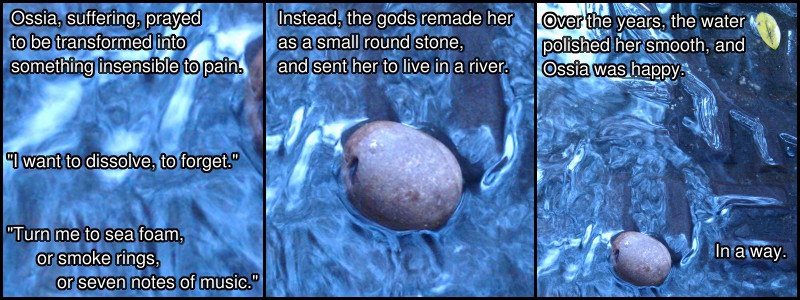 Ossia, suffering, prayed
to be transformed into
something insensible to pain.
"I want to dissolve, to forget."
"Turn me to sea foam,
or smoke rings,
or seven notes of music."
Instead, the gods remade her
as a small round stone,
and sent her to live in a river.
Over the years, the water
polished her smooth, and
Ossia was happy.
In a way.